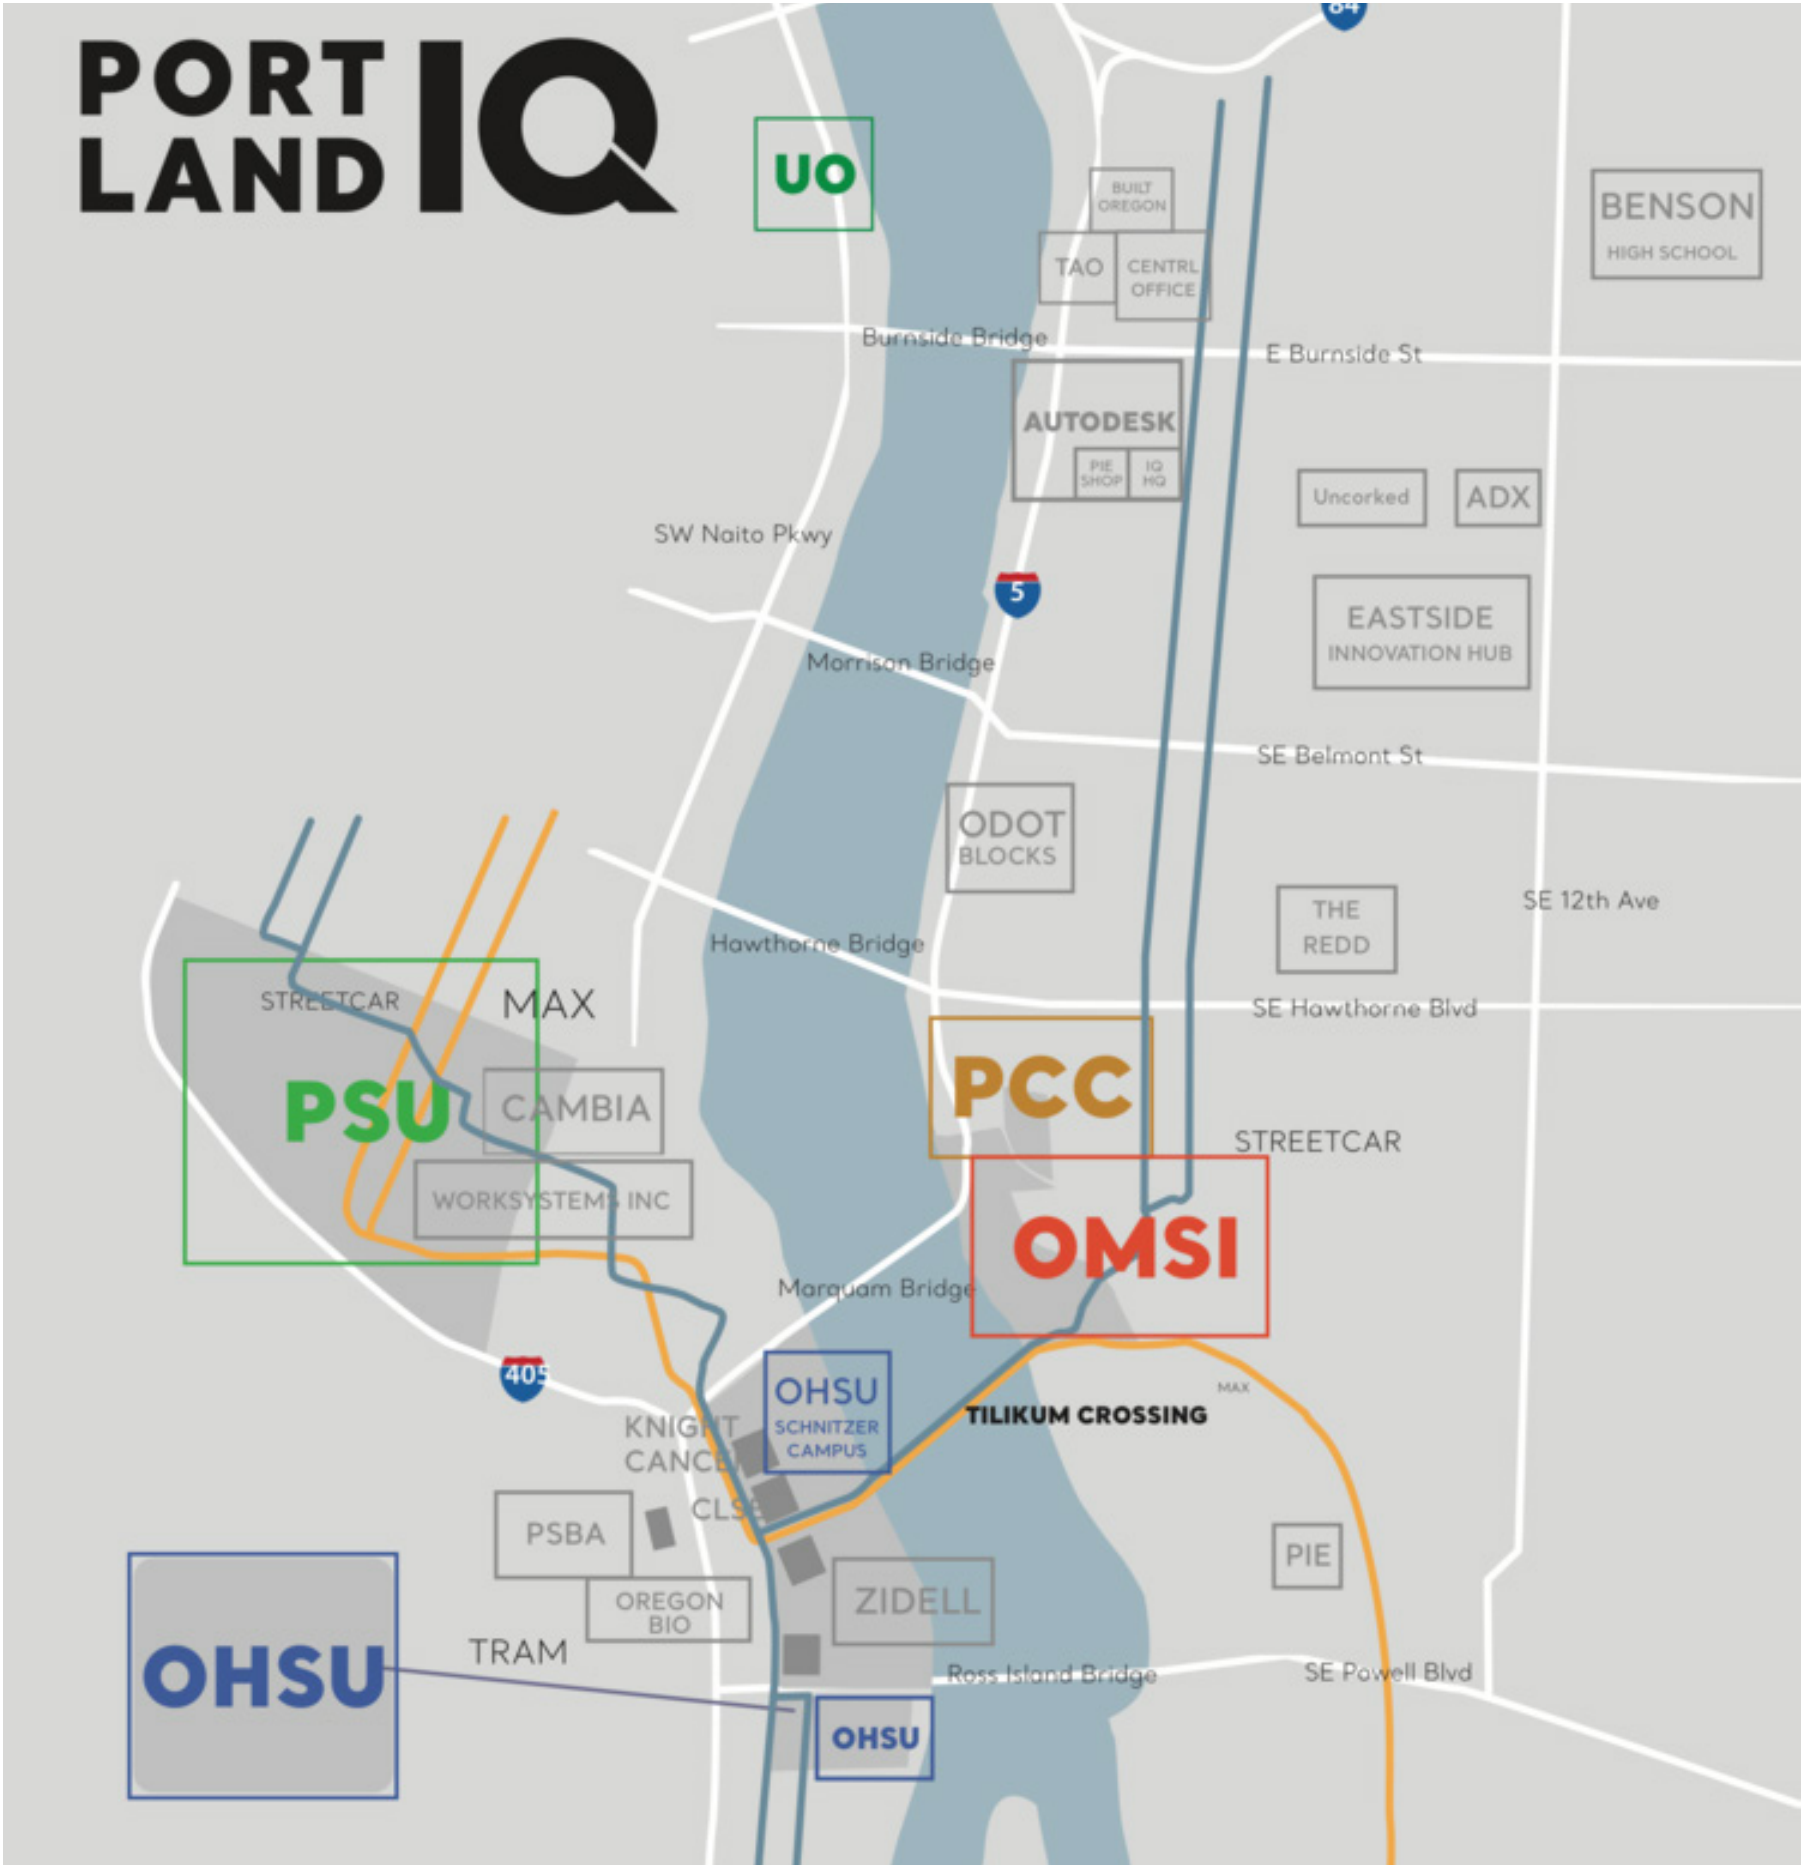 PORT
LAND
IQ
84
UO
BUILT
OREGON
TAO
CENTRL
OFFICE
BENSON
HIGH SCHOOL
Burnside Bridge
E Burnside St
AUTODESK
PIE
SHOP
IQ
HQ
Uncorked
ADX
SW Naito Pkwy
5
EASTSIDE
INNOVATION HUB
Morrison Bridge
SE Belmont St
ODOT
BLOCKS
THE
REDD
SE 12th Ave
Hawthorne Bridge
SE Hawthorne Blvd
STREETCAR
MAX
PSU
CAMBIA
PCC
STREETCAR
WORKSYSTEMS INC
OMSI
Marquam Bridge
405
OHSU
SCHNITZER
CAMPUS
MAX
TILIKUM CROSSING
KNIGHT
CLSB
PSBA
PIE
OREGON
BIO
ZIDELL
TRAM
OHSU
Ross Island Bridge
SE Powell Blvd
OHSU